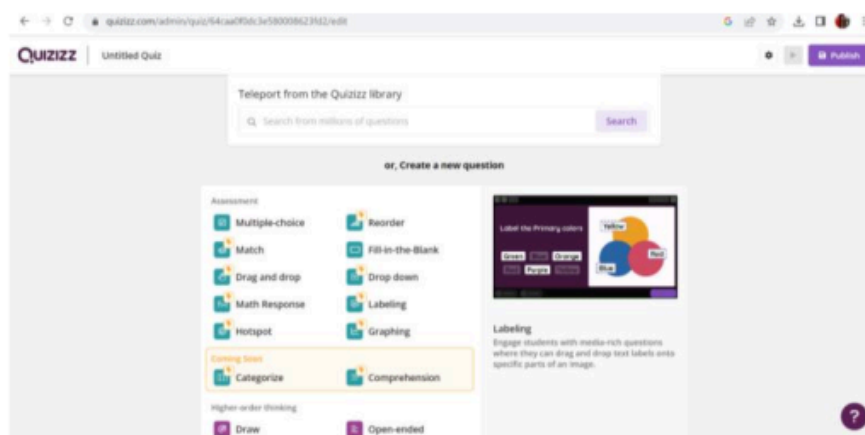 quizizz.com/admin/quiz/
QUIZIZZ Untitled Quiz Publish
Teleport from the Quizizz library
Search from millions of questions Search
or, Create a new question
Assessment
Multiple-choice Reorder
Match Fill-in-the-Blank
Drag and drop Drop down
Math Response Labeling
Hotspot Graphing
Coming Soon
Categorize Comprehension
Higher-order thinking
Draw Open-ended
Label the Primary colors
Yellow
Red
Blue
Green Blue Orange
Red Purple Yellow
Labeling
Engage students with media-rich questions
where they can drag and drop text labels onto
specific parts of an image.
?